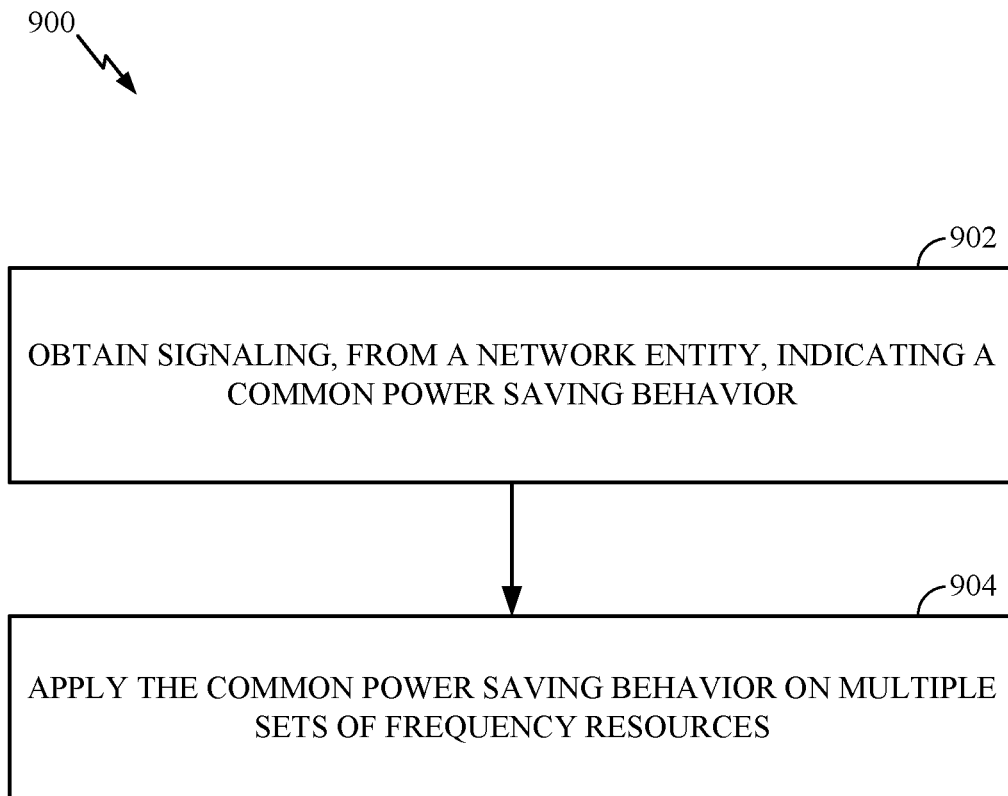 900
902
OBTAIN SIGNALING, FROM A NETWORK ENTITY, INDICATING A
COMMON POWER SAVING BEHAVIOR
904
APPLY THE COMMON POWER SAVING BEHAVIOR ON MULTIPLE
SETS OF FREQUENCY RESOURCES